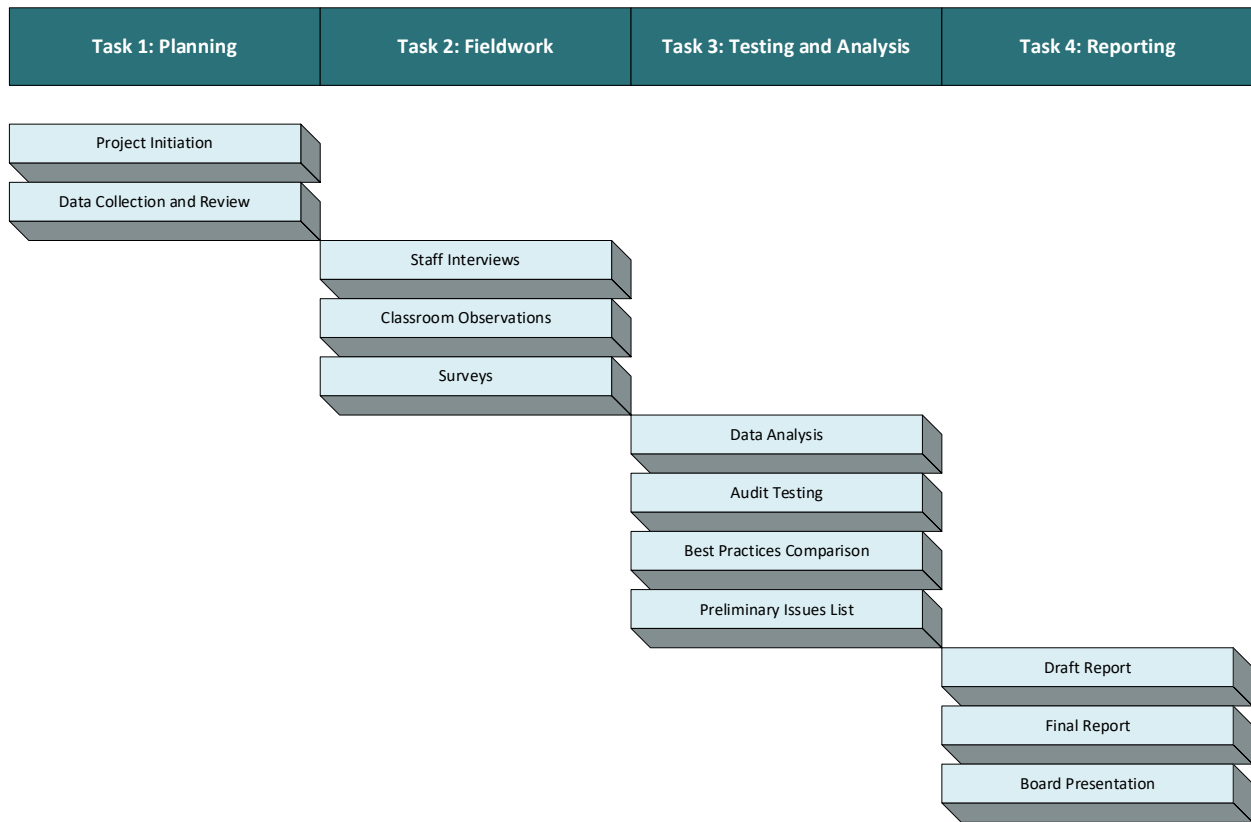 Task 1: Planning
Task 2: Fieldwork
Task 3: Testing and Analysis
Task 4: Reporting
Project Initiation
Data Collection and Review
Staff Interviews
Classroom Observations
Surveys
Data Analysis
Audit Testing
Best Practices Comparison
Preliminary Issues List
Draft Report
Final Report
Board Presentation